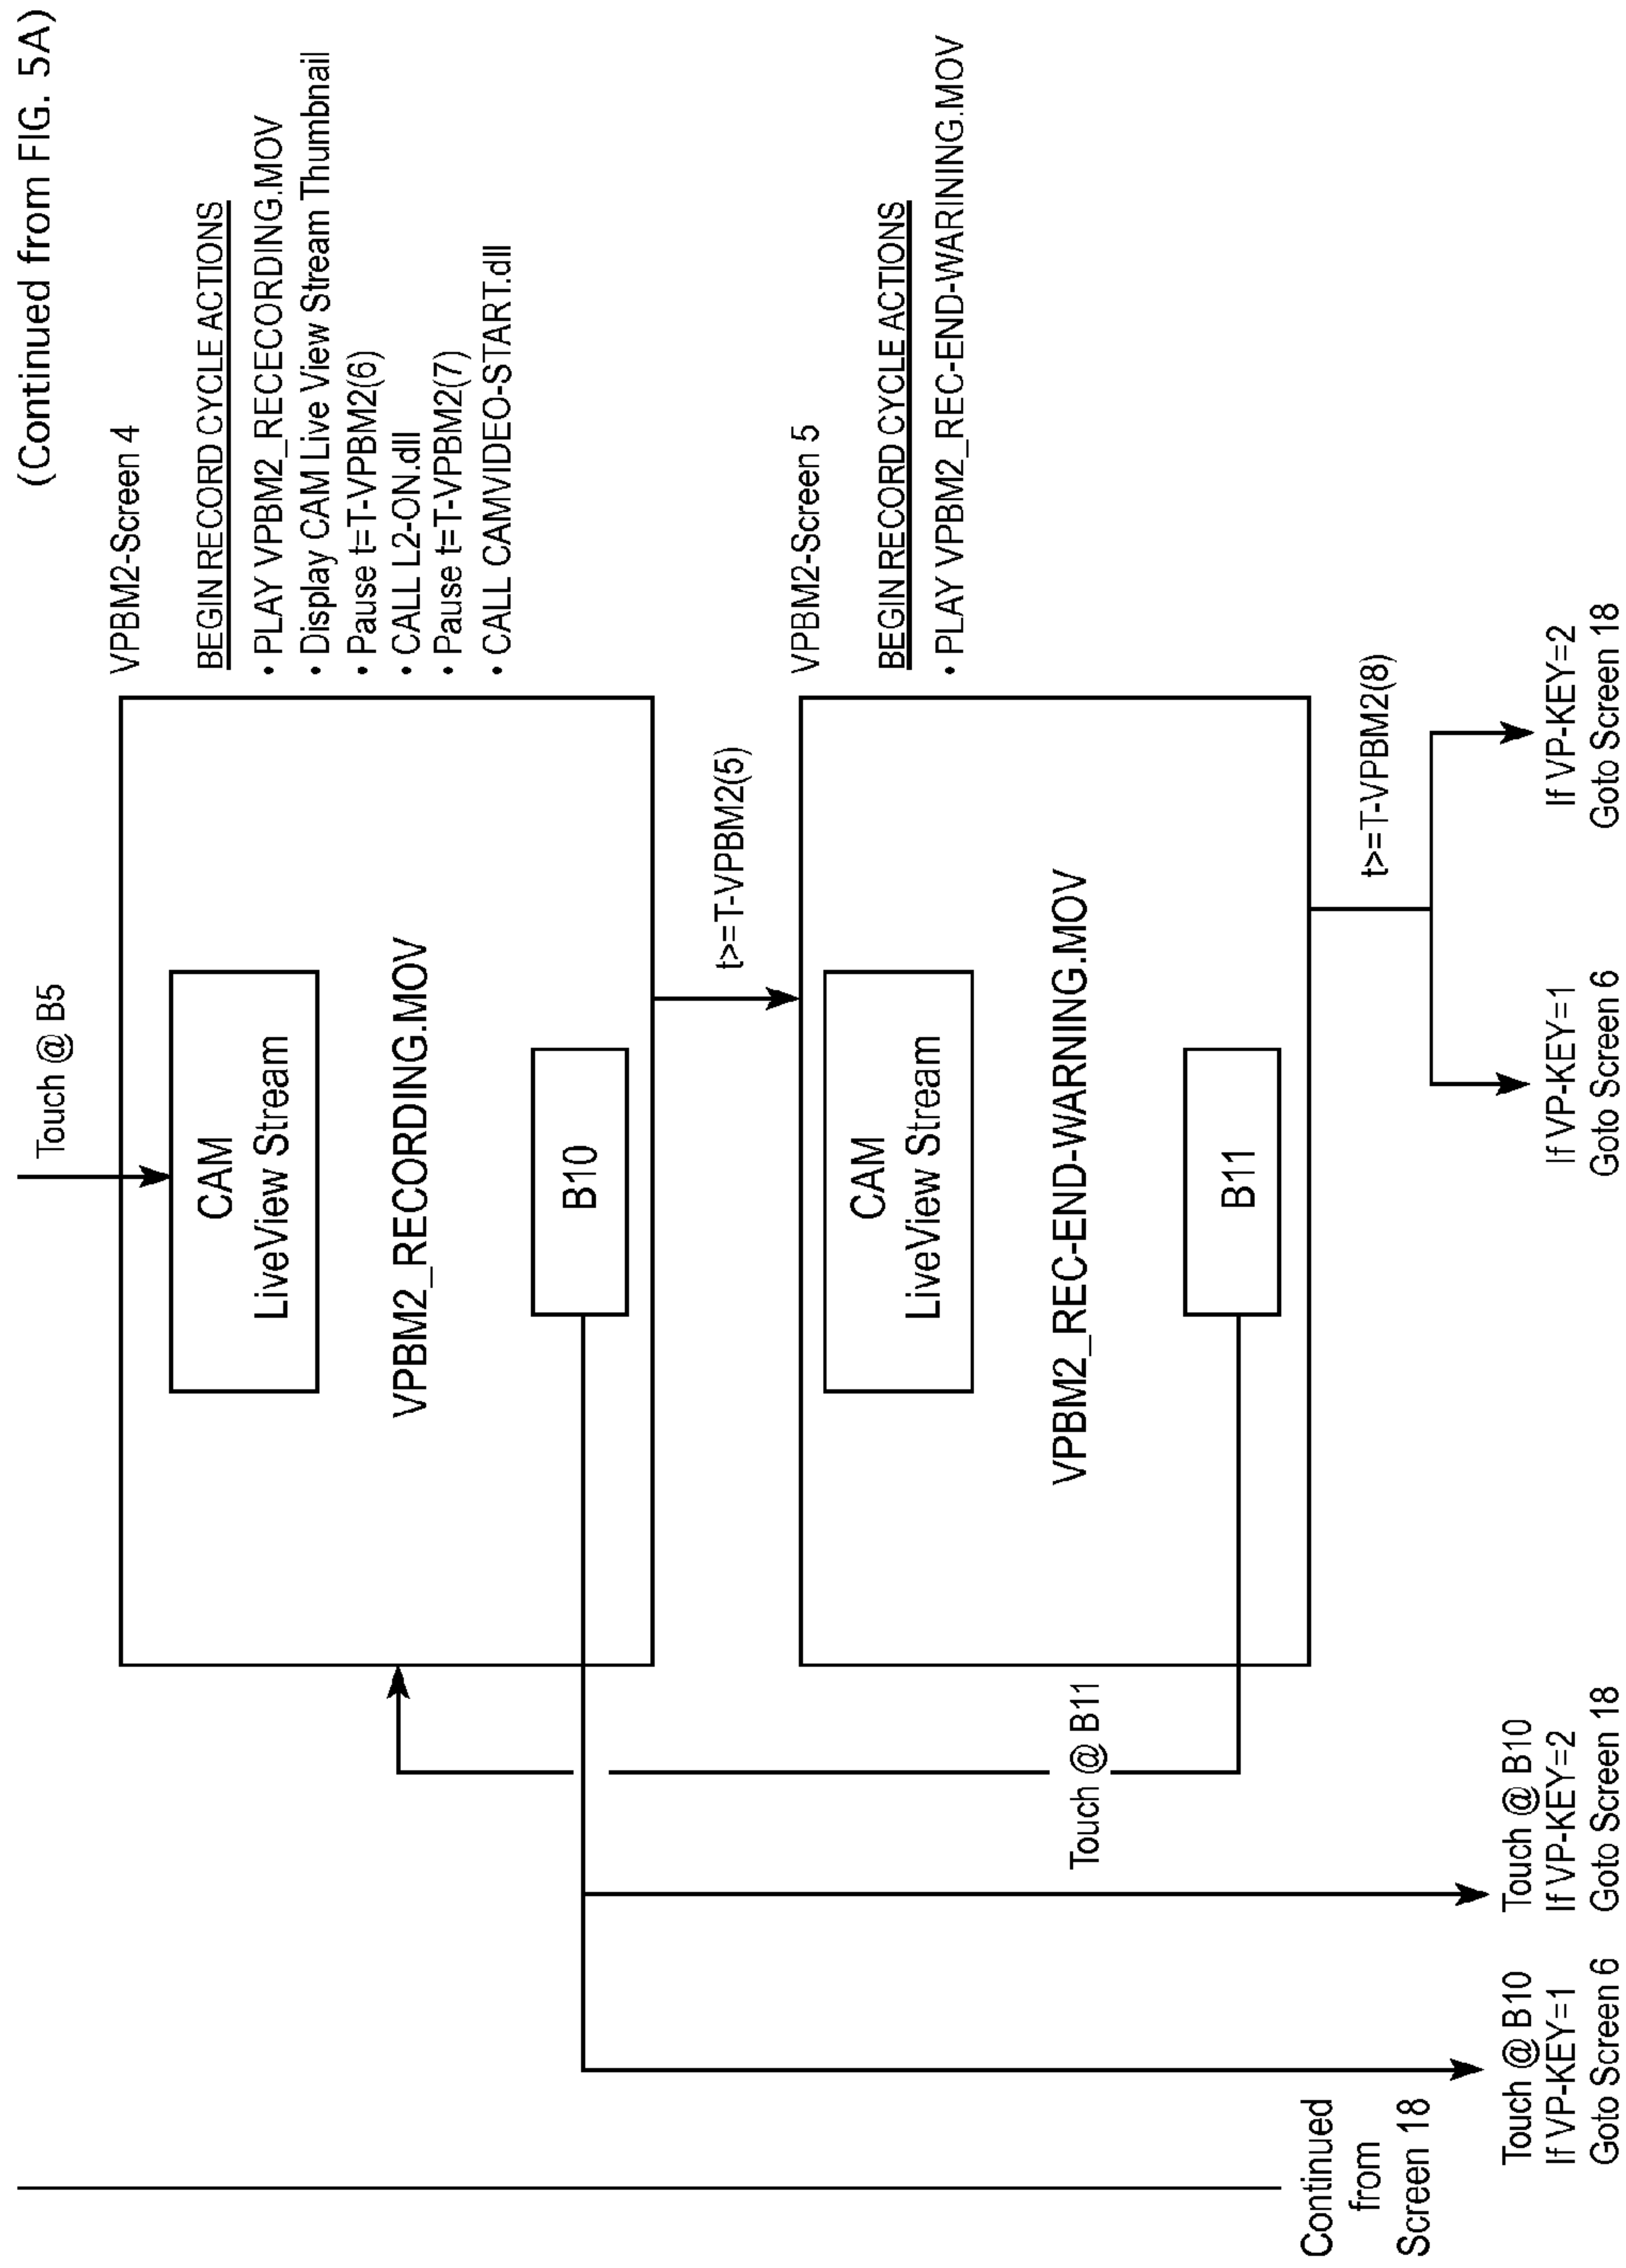 (Continued from FIG. 5A)
Touch @ B5
VPBM2-Screen 4
CAM
LiveView Stream
VPBM2_RECORDING.MOV
B10
BEGIN RECORD CYCLE ACTIONS
• PLAY VPBM2_RECECORDING.MOV
• Display CAM Live View Stream Thumbnail
• Pause t=T-VPBM2(6)
• CALL L2-ON.dll
• Pause t=T-VPBM2(7)
• CALL CAMVIDEO-START.dll
t>=T-VPBM2(5)
VPBM2-Screen 5
CAM
LiveView Stream
VPBM2_REC-END-WARNING.MOV
B11
BEGIN RECORD CYCLE ACTIONS
• PLAY VPBM2_REC-END-WARINING.MOV
Touch @ B11
t>=T-VPBM2(8)
Continued
from
Screen 18
Touch @ B10
If VP-KEY=1
Goto Screen 6
Touch @ B10
If VP-KEY=2
Goto Screen 18
If VP-KEY=1
Goto Screen 6
If VP-KEY=2
Goto Screen 18